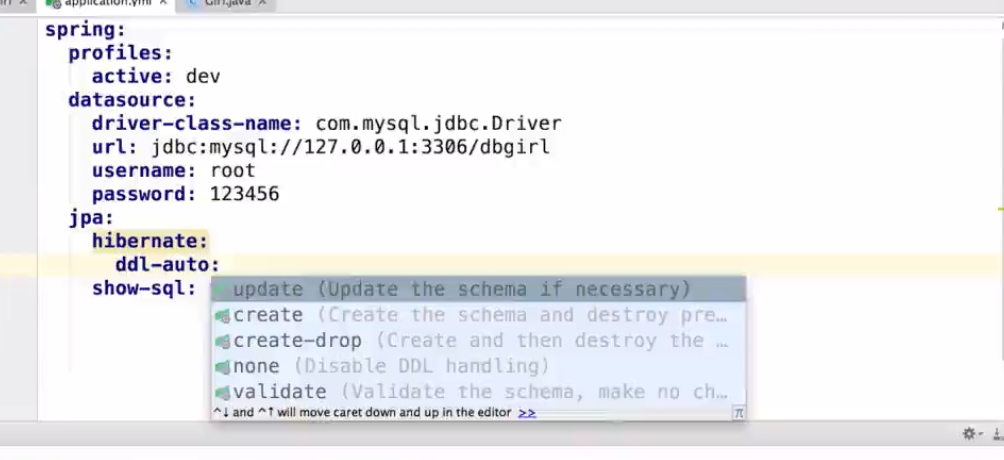 application.yml
Girl.java
spring:
profiles:
active: dev
datasource:
driver-class-name: com.mysql.jdbc.Driver
url: jdbc:mysql://127.0.0.1:3306/dbgirl
username: root
password: 123456
jpa:
hibernate:
ddl-auto:
show-sql:
update (Update the schema if necessary)
create (Create the schema and destroy pre…
create-drop (Create and then destroy the …
none (Disable DDL handling)
validate (Validate the schema, make no ch…
^↓ and ^↑ will move caret down and up in the editor >>
π